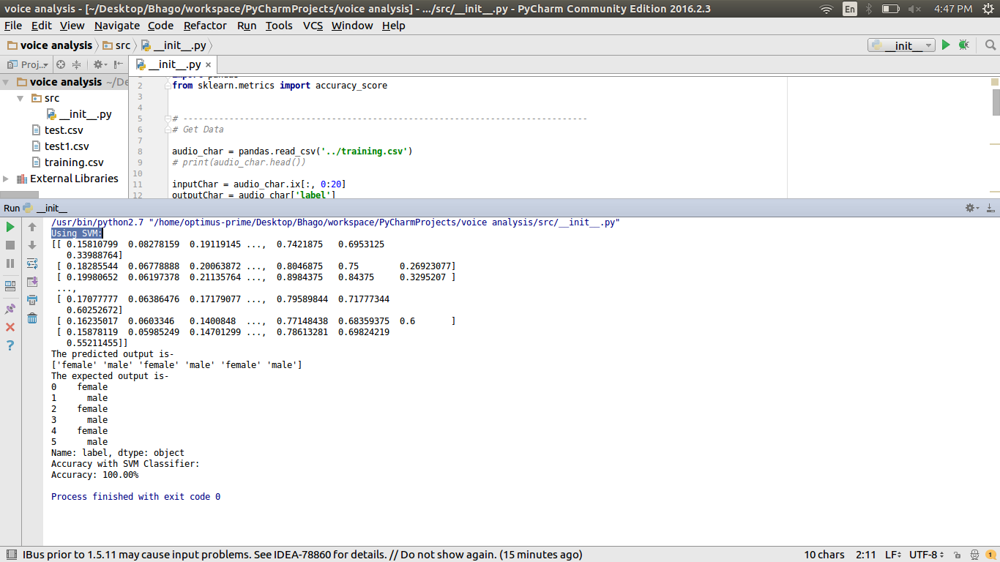 voice analysis - [~/Desktop/Bhago/workspace/PyCharmProjects/voice analysis] - .../src/__init__.py - PyCharm Community Edition 2016.2.3
En
4:47 PM
File Edit View Navigate Code Refactor Run Tools VCS Window Help
voice analysis src __init__.py
__init__
Proj...
__init__.py ×
voice analysis ~/De
src
__init__.py
test.csv
test1.csv
training.csv
External Libraries
import pandas
2 from sklearn.metrics import accuracy_score
3
4
5 # -------------------------------------------------------------------------------
6 # Get Data
7
8 audio_char = pandas.read_csv('../training.csv')
9 # print(audio_char.head())
10
11 inputChar = audio_char.ix[:, 0:20]
12 outputChar = audio_char['label']
Run __init__
/usr/bin/python2.7 "/home/optimus-prime/Desktop/Bhago/workspace/PyCharmProjects/voice analysis/src/__init__.py"
Using SVM:
[[ 0.15810799  0.08278159  0.19119145 ...,  0.7421875   0.6953125
   0.33988764]
 [ 0.18285544  0.06778888  0.20063872 ...,  0.8046875   0.75        0.26923077]
 [ 0.19980652  0.06197378  0.21135764 ...,  0.8984375   0.84375     0.3295207 ]
 ...,
 [ 0.17077777  0.06386476  0.17179077 ...,  0.79589844  0.71777344
   0.60252672]
 [ 0.16235017  0.0603346   0.1400848  ...,  0.77148438  0.68359375  0.6       ]
 [ 0.15878119  0.05985249  0.14701299 ...,  0.78613281  0.69824219
   0.55211455]]
The predicted output is-
['female' 'male' 'female' 'male' 'female' 'male']
The expected output is-
0    female
1      male
2    female
3      male
4    female
5      male
Name: label, dtype: object
Accuracy with SVM Classifier:
Accuracy: 100.00%
Process finished with exit code 0
IBus prior to 1.5.11 may cause input problems. See IDEA-78860 for details. // Do not show again. (15 minutes ago)
10 chars 2:11 LF UTF-8 1